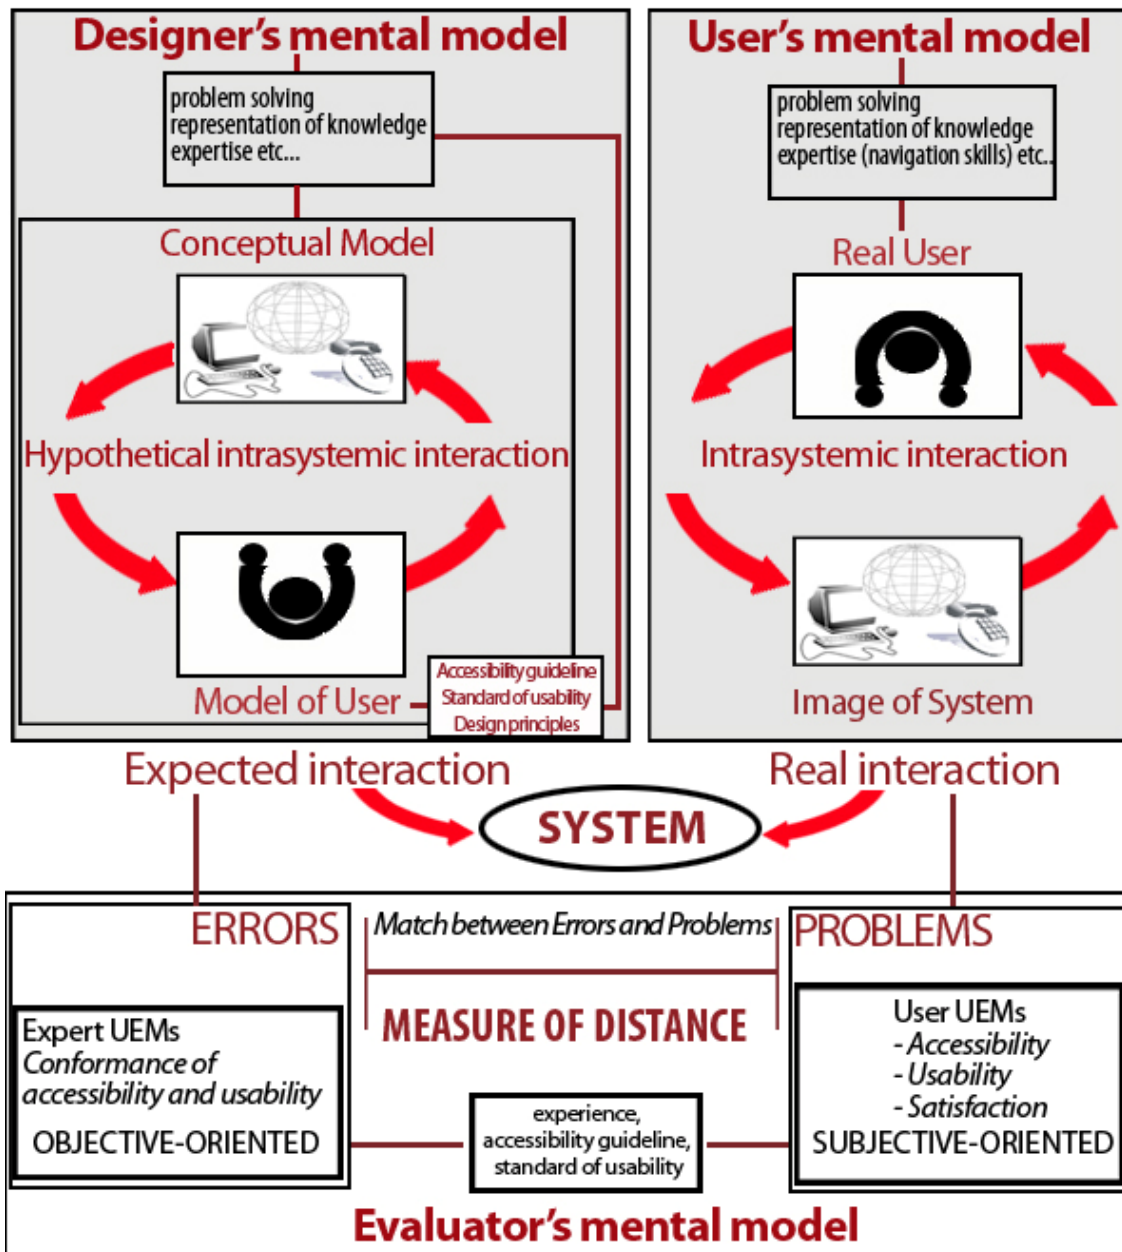 Designer's mental model
problem solving
representation of knowledge
expertise etc...
Conceptual Model
Hypothetical intrasystemic interaction
Model of User
Accessibility guideline
Standard of usability
Design principles
User's mental model
problem solving
representation of knowledge
expertise (navigation skills) etc..
Real User
Intrasystemic interaction
Image of System
Expected interaction
Real interaction
SYSTEM
ERRORS
Expert UEMs
Conformance of
accessibility and usability
OBJECTIVE-ORIENTED
Match between Errors and Problems
MEASURE OF DISTANCE
experience,
accessibility guideline,
standard of usability
PROBLEMS
User UEMs
- Accessibility
- Usability
- Satisfaction
SUBJECTIVE-ORIENTED
Evaluator's mental model